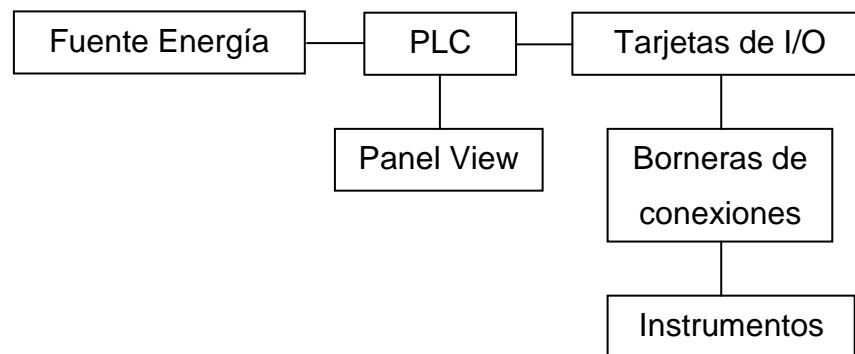 Fuente Energía
PLC
Tarjetas de I/O
Panel View
Borneras de
conexiones
Instrumentos